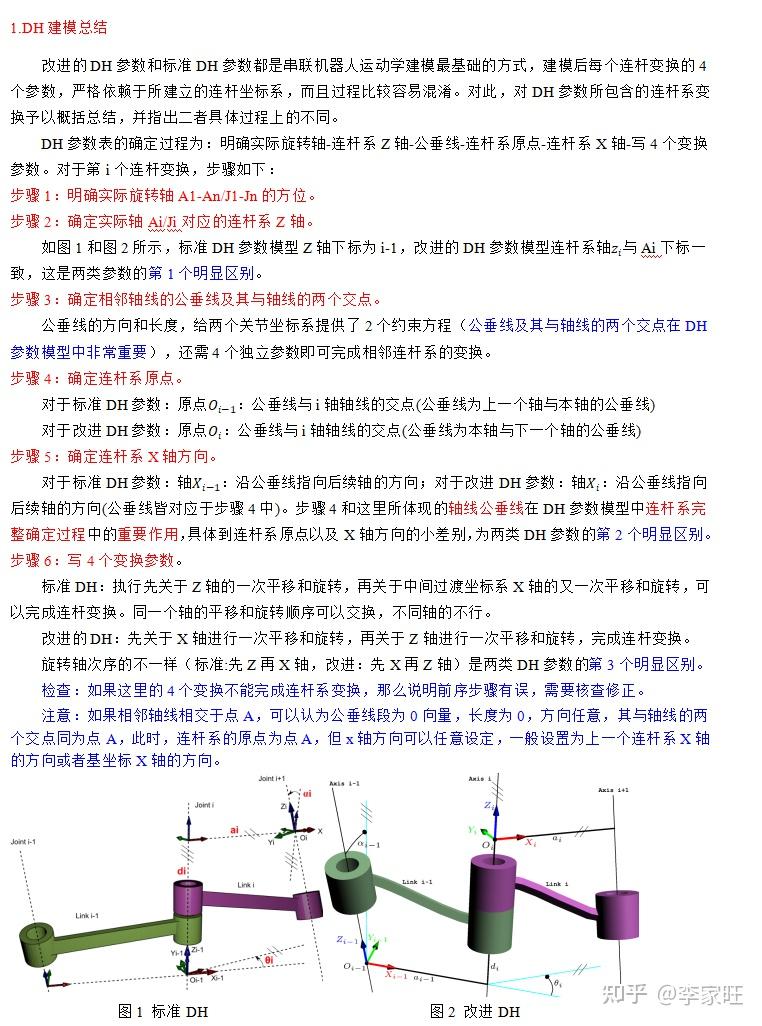 1.DH 建模总结
改进的 DH 参数和标准 DH 参数都是串联机器人运动学建模最基础的方式，建模后每个连杆变换的 4
个参数，严格依赖于所建立的连杆坐标系，而且过程比较容易混淆。对此，对 DH 参数所包含的连杆系变
换予以概括总结，并指出二者具体过程上的不同。
DH 参数表的确定过程为：明确实际旋转轴-连杆系 Z 轴-公垂线-连杆系原点-连杆系 X 轴-写 4 个变换
参数。对于第 i 个连杆变换，步骤如下：
步骤 1：明确实际旋转轴 A1-An/J1-Jn 的方位。
步骤 2：确定实际轴 Ai/Ji 对应的连杆系 Z 轴。
如图 1 和图 2 所示，标准 DH 参数模型 Z 轴下标为 i-1，改进的 DH 参数模型连杆系轴zi与 Ai 下标一
致，这是两类参数的第 1 个明显区别。
步骤 3：确定相邻轴线的公垂线及其与轴线的两个交点。
公垂线的方向和长度，给两个关节坐标系提供了 2 个约束方程（公垂线及其与轴线的两个交点在 DH
参数模型中非常重要），还需 4 个独立参数即可完成相邻连杆系的变换。
步骤 4：确定连杆系原点。
对于标准 DH 参数：原点Oi−1：公垂线与 i 轴轴线的交点(公垂线为上一个轴与本轴的公垂线)
对于改进 DH 参数：原点Oi：公垂线与 i 轴轴线的交点(公垂线为本轴与下一个轴的公垂线)
步骤 5：确定连杆系 X 轴方向。
对于标准 DH 参数：轴Xi−1：沿公垂线指向后续轴的方向；对于改进 DH 参数：轴Xi：沿公垂线指向
后续轴的方向(公垂线皆对应于步骤 4 中)。步骤 4 和这里所体现的轴线公垂线在 DH 参数模型中连杆系完
整确定过程中的重要作用，具体到连杆系原点以及 X 轴方向的小差别，为两类 DH 参数的第 2 个明显区别。
步骤 6：写 4 个变换参数。
标准 DH：执行先关于 Z 轴的一次平移和旋转，再关于中间过渡坐标系 X 轴的又一次平移和旋转，可
以完成连杆变换。同一个轴的平移和旋转顺序可以交换，不同轴的不行。
改进的 DH：先关于 X 轴进行一次平移和旋转，再关于 Z 轴进行一次平移和旋转，完成连杆变换。
旋转轴次序的不一样（标准:先 Z 再 X 轴，改进：先 X 再 Z 轴）是两类 DH 参数的第 3 个明显区别。
检查：如果这里的 4 个变换不能完成连杆系变换，那么说明前序步骤有误，需要核查修正。
注意：如果相邻轴线相交于点 A，可以认为公垂线段为 0 向量，长度为 0，方向任意，其与轴线的两
个交点同为点 A，此时，连杆系的原点为点 A，但 x 轴方向可以任意设定，一般设置为上一个连杆系 X 轴
的方向或者基坐标 X 轴的方向。
Joint i-1
Joint i
Joint i+1
αi
Zi
X
Yi
Oi
ai
di
Link i-1
Link i
Yi-1
Zi-1
Oi-1
Xi-1
θi
图 1 标准 DH
Axis i-1
Axis i
Axis i+1
αi−1
Zi
Yi
Xi
Oi
ai
Link i-1
Link i
Zi−1
Yi−1
Oi−1
Xi−1
ai−1
di
θi
图 2 改进 DH
知乎 @李家旺